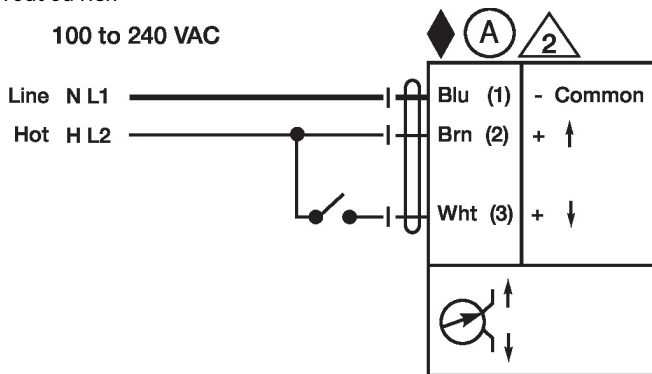 100 to 240 VAC
A
2
Line N L1
Blu (1) - Common
Hot H L2
Brn (2) + ↑
Wht (3) + ↓